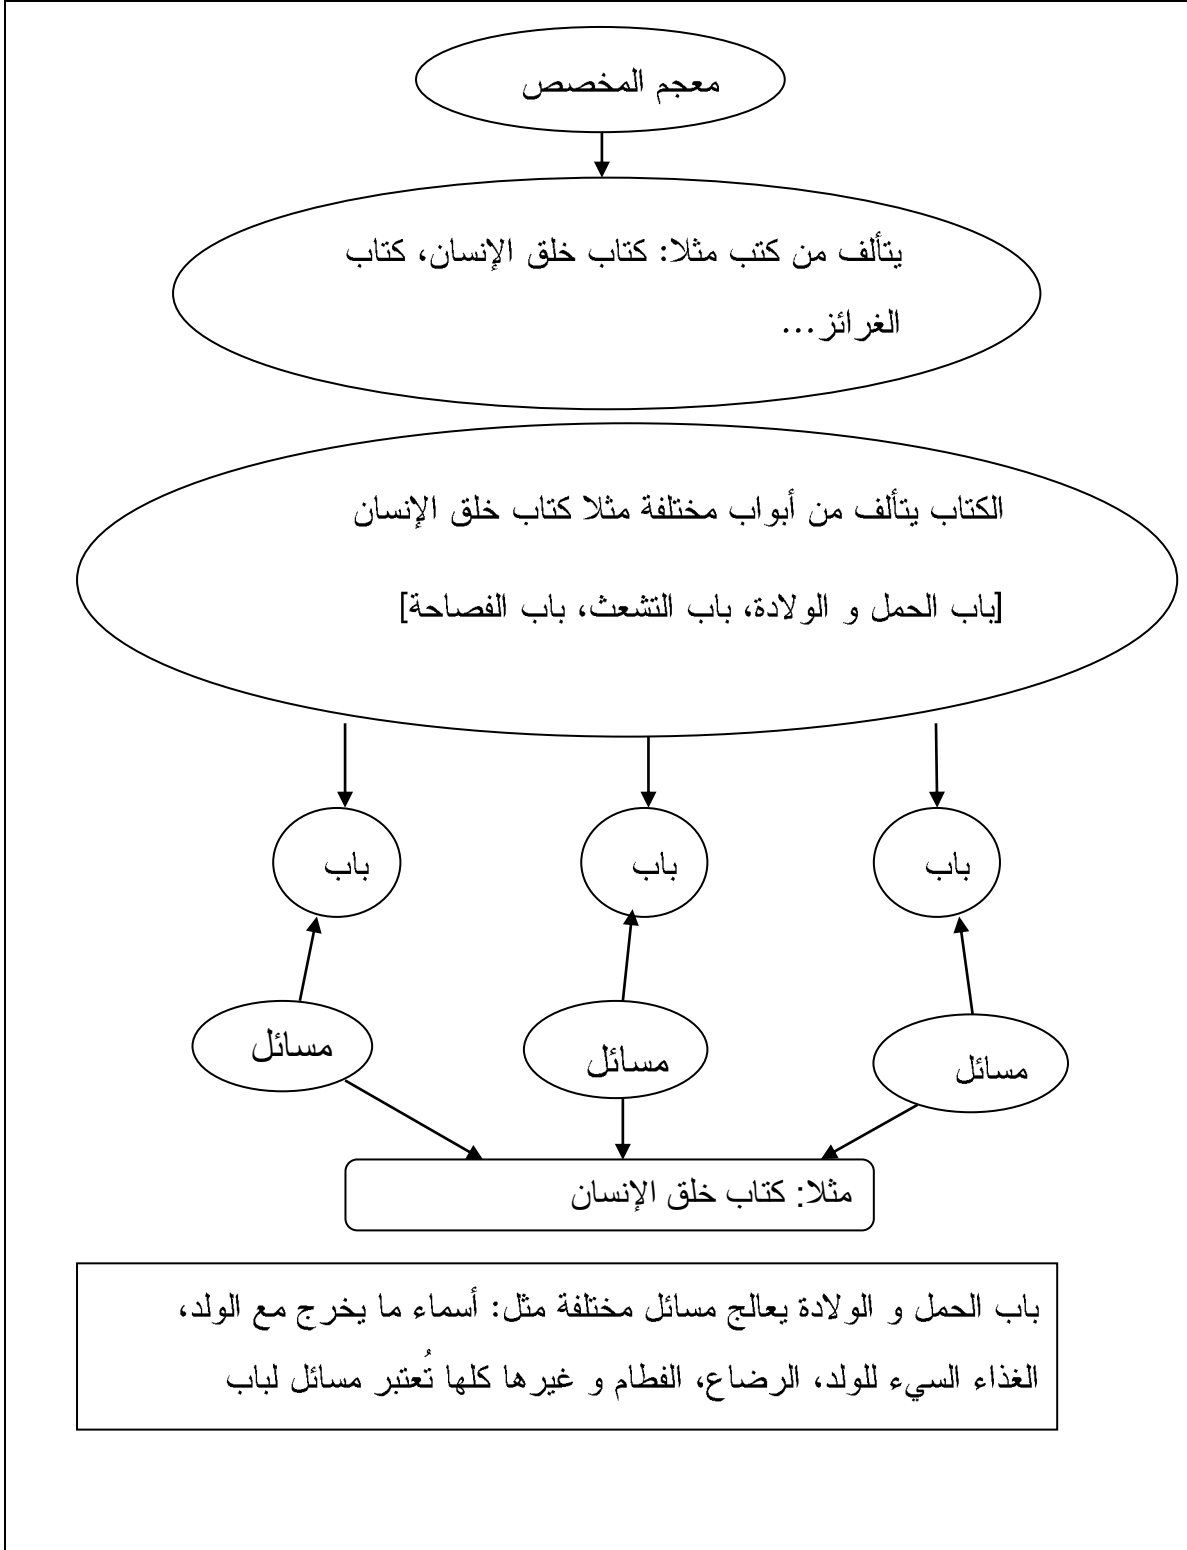 معجم المخصص
يتألف من كتب مثلا: كتاب خلق الإنسان، كتاب
الغرائز...
الكتاب يتألف من أبواب مختلفة مثلا كتاب خلق الإنسان
[باب الحمل و الولادة، باب التشعث، باب الفصاحة]
باب
باب
باب
مسائل
مسائل
مسائل
مثلا: كتاب خلق الإنسان
باب الحمل و الولادة يعالج مسائل مختلفة مثل: أسماء ما يخرج مع الولد،
الغذاء السيء للولد، الرضاع، الفطام و غيرها كلها تُعتبر مسائل لباب